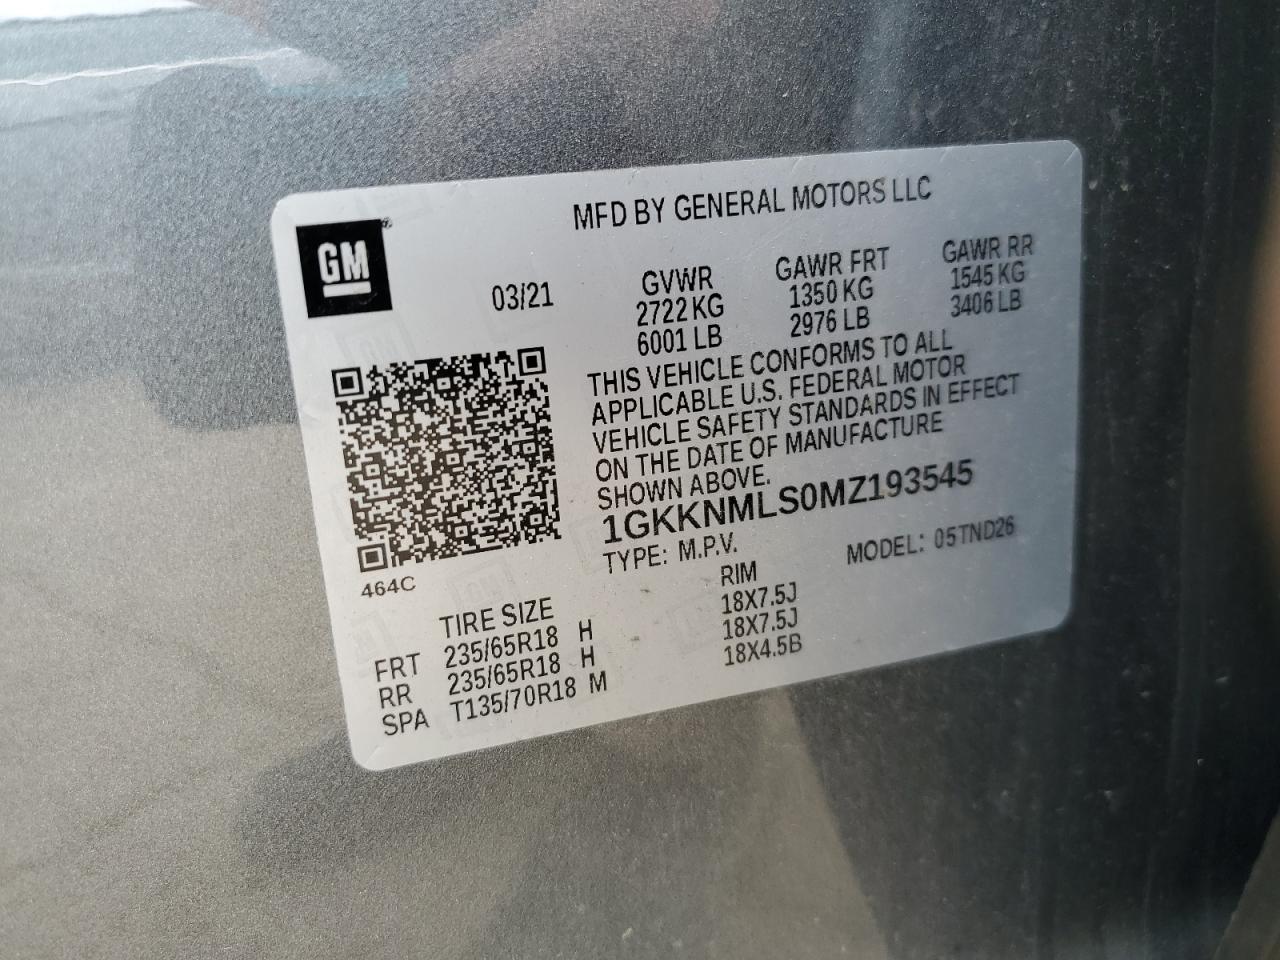 MFD BY GENERAL MOTORS LLC
GM®
03/21
GVWR GAWR FRT GAWR RR
2722 KG 1350 KG 1545 KG
6001 LB 2976 LB 3406 LB
THIS VEHICLE CONFORMS TO ALL
APPLICABLE U.S. FEDERAL MOTOR
VEHICLE SAFETY STANDARDS IN EFFECT
ON THE DATE OF MANUFACTURE
SHOWN ABOVE.
1GKKNMLS0MZ193545
TYPE: M.P.V. MODEL: 05TND26
464C
TIRE SIZE RIM
FRT 235/65R18 H 18X7.5J
RR 235/65R18 H 18X7.5J
SPA T135/70R18 M 18X4.5B